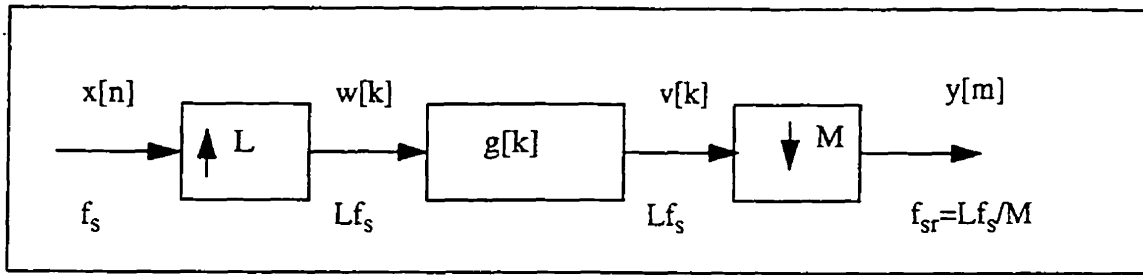 x[n] w[k] v[k] y[m]
↑ L g[k] ↓ M
f_s Lf_s Lf_s f_sr=Lf_s/M